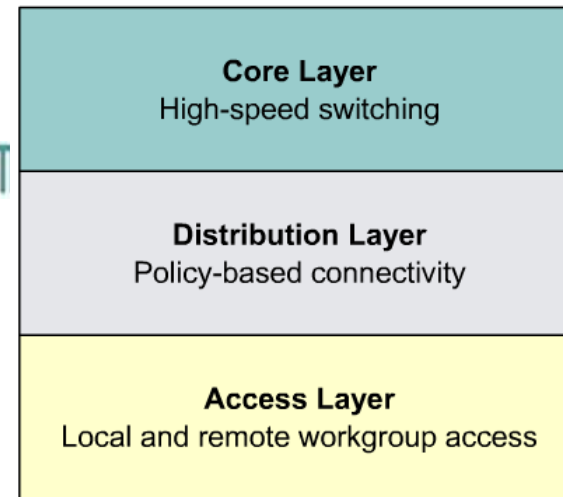 Core Layer
High-speed switching
Distribution Layer
Policy-based connectivity
Access Layer
Local and remote workgroup access